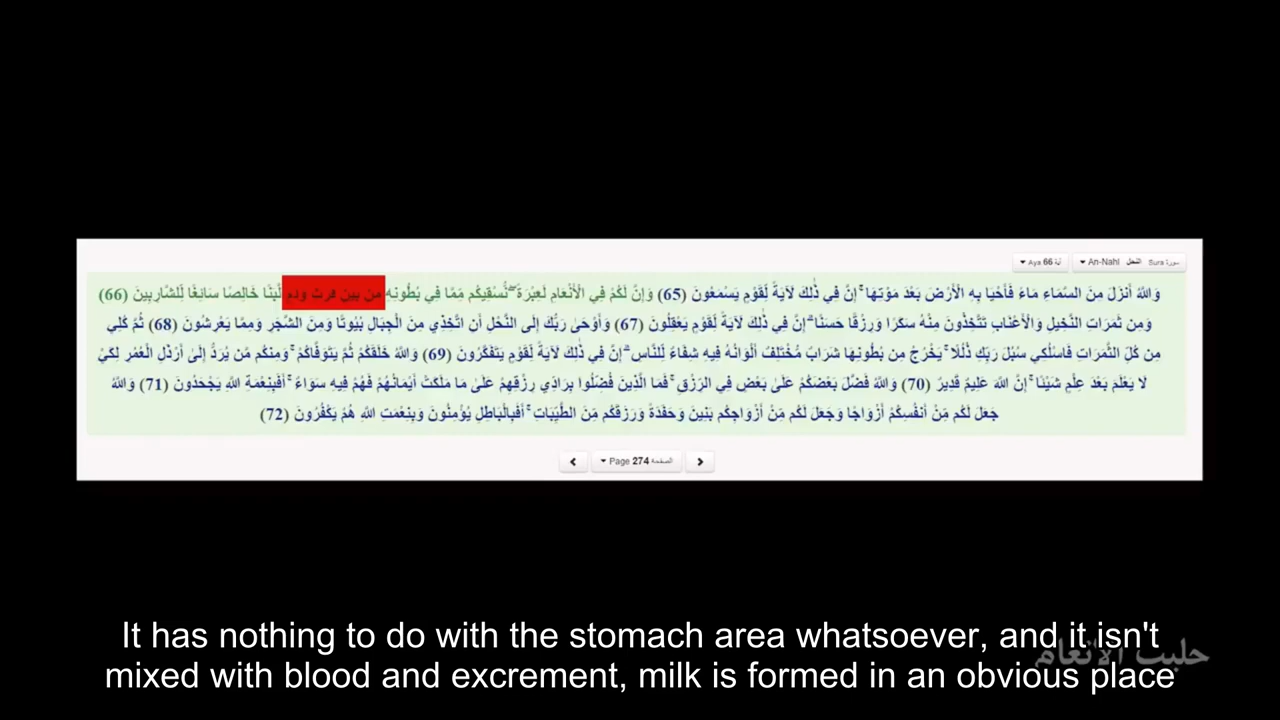 سورة Sura النحل An-Nahl آية Aya 66
وَاللَّهُ أَنزَلَ مِنَ السَّمَاءِ مَاءً فَأَحْيَا بِهِ الْأَرْضَ بَعْدَ مَوْتِهَا ۚ إِنَّ فِي ذَٰلِكَ لَآيَةً لِّقَوْمٍ يَسْمَعُونَ (65) وَإِنَّ لَكُمْ فِي الْأَنْعَامِ لَعِبْرَةً ۖ نُّسْقِيكُم مِّمَّا فِي بُطُونِهِ مِن بَيْنِ فَرْثٍ وَدَمٍ لَّبَنًا خَالِصًا سَائِغًا لِّلشَّارِبِينَ (66)
وَمِن ثَمَرَاتِ النَّخِيلِ وَالْأَعْنَابِ تَتَّخِذُونَ مِنْهُ سَكَرًا وَرِزْقًا حَسَنًا ۗ إِنَّ فِي ذَٰلِكَ لَآيَةً لِّقَوْمٍ يَعْقِلُونَ (67) وَأَوْحَىٰ رَبُّكَ إِلَى النَّحْلِ أَنِ اتَّخِذِي مِنَ الْجِبَالِ بُيُوتًا وَمِنَ الشَّجَرِ وَمِمَّا يَعْرِشُونَ (68) ثُمَّ كُلِي
مِن كُلِّ الثَّمَرَاتِ فَاسْلُكِي سُبُلَ رَبِّكِ ذُلُلًا ۚ يَخْرُجُ مِن بُطُونِهَا شَرَابٌ مُّخْتَلِفٌ أَلْوَانُهُ فِيهِ شِفَاءٌ لِّلنَّاسِ ۗ إِنَّ فِي ذَٰلِكَ لَآيَةً لِّقَوْمٍ يَتَفَكَّرُونَ (69) وَاللَّهُ خَلَقَكُمْ ثُمَّ يَتَوَفَّاكُمْ ۚ وَمِنكُم مَّن يُرَدُّ إِلَىٰ أَرْذَلِ الْعُمُرِ لِكَيْ
لَا يَعْلَمَ بَعْدَ عِلْمٍ شَيْئًا ۚ إِنَّ اللَّهَ عَلِيمٌ قَدِيرٌ (70) وَاللَّهُ فَضَّلَ بَعْضَكُمْ عَلَىٰ بَعْضٍ فِي الرِّزْقِ ۚ فَمَا الَّذِينَ فُضِّلُوا بِرَادِّي رِزْقِهِمْ عَلَىٰ مَا مَلَكَتْ أَيْمَانُهُمْ فَهُمْ فِيهِ سَوَاءٌ ۚ أَفَبِنِعْمَةِ اللَّهِ يَجْحَدُونَ (71) وَاللَّهُ
جَعَلَ لَكُم مِّنْ أَنفُسِكُمْ أَزْوَاجًا وَجَعَلَ لَكُم مِّنْ أَزْوَاجِكُم بَنِينَ وَحَفَدَةً وَرَزَقَكُم مِّنَ الطَّيِّبَاتِ ۚ أَفَبِالْبَاطِلِ يُؤْمِنُونَ وَبِنِعْمَتِ اللَّهِ هُمْ يَكْفُرُونَ (72)
الصفحة Page 274
It has nothing to do with the stomach area whatsoever, and it isn't
mixed with blood and excrement, milk is formed in an obvious place
حليب الانعام